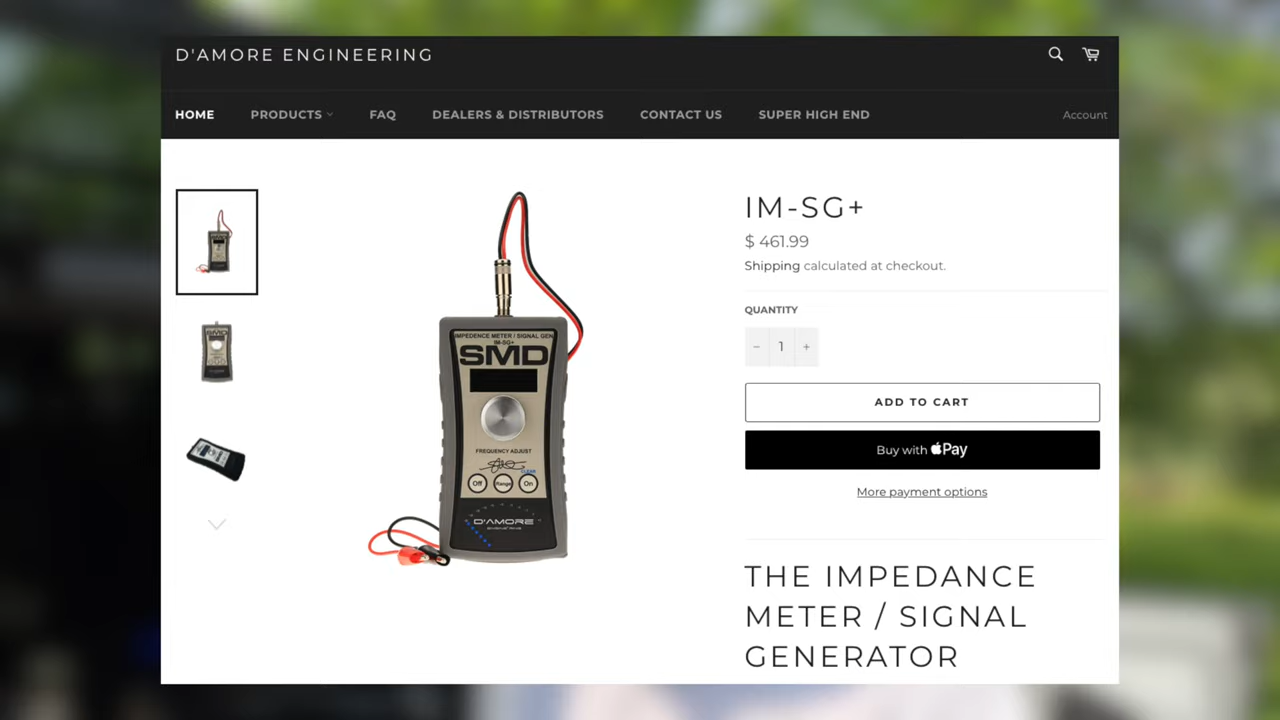 D'AMORE ENGINEERING
HOME PRODUCTS FAQ DEALERS & DISTRIBUTORS CONTACT US SUPER HIGH END Account
IM-SG+
$ 461.99
Shipping calculated at checkout.
QUANTITY
− 1 +
ADD TO CART
Buy with Pay
More payment options
THE IMPEDANCE
METER / SIGNAL
GENERATOR
IMPEDENCE METER / SIGNAL GEN
IM-SG+
SMD
FREQUENCY ADJUST
CLEAR
Off Range On
D'AMORE
SMD